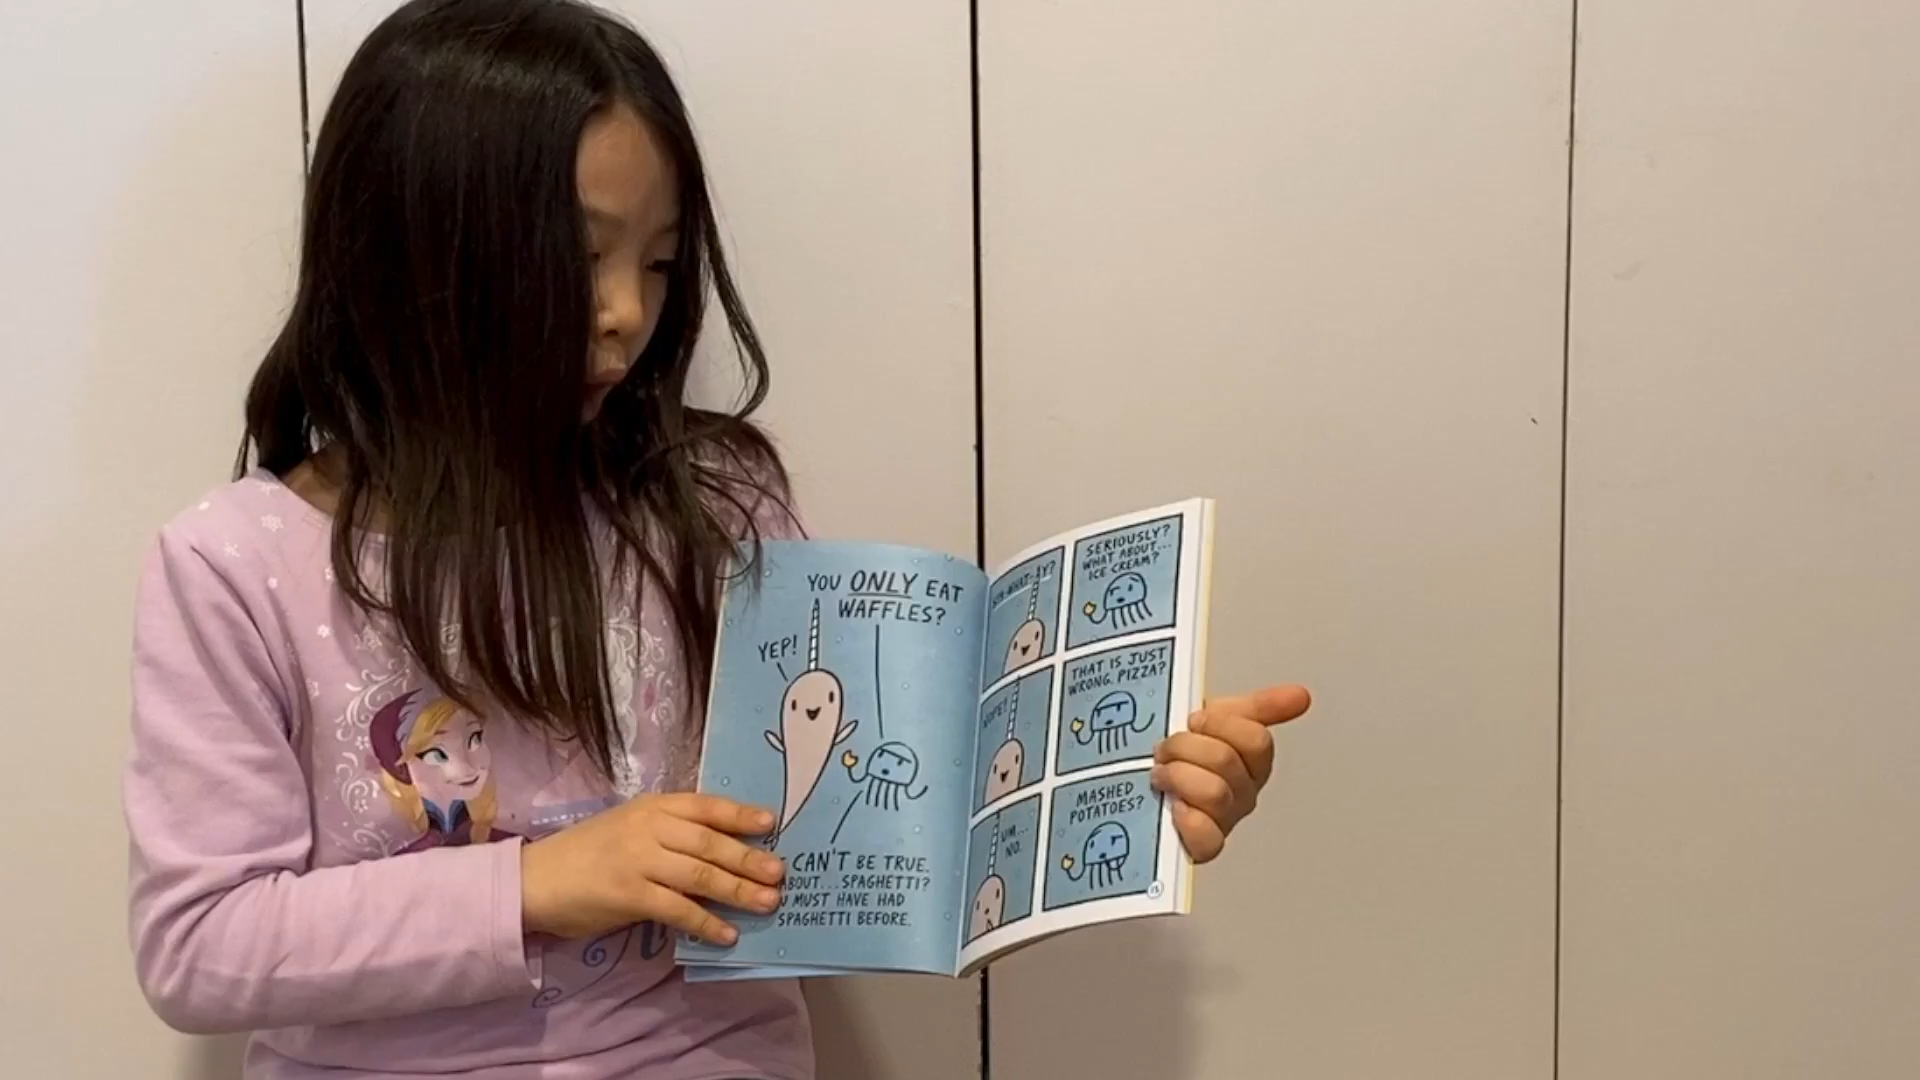 YOU ONLY EAT
WAFFLES?
YEP!
CAN'T BE TRUE.
ABOUT...SPAGHETTI?
MUST HAVE HAD
SPAGHETTI BEFORE.
SERIOUSLY?
WHAT ABOUT...
ICE CREAM?
NOPE!
THAT IS JUST
WRONG. PIZZA?
UM...
NO.
MASHED
POTATOES?